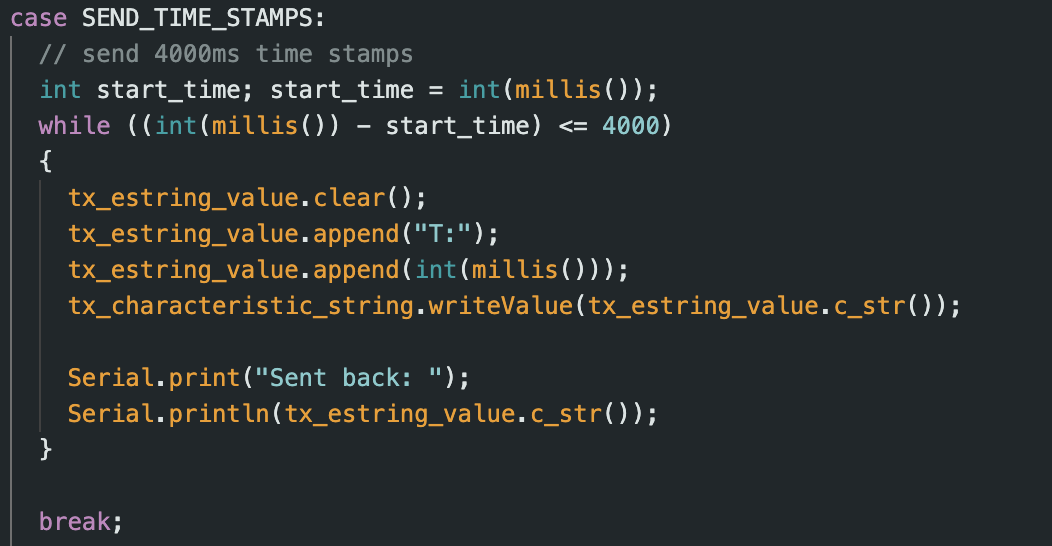 case SEND_TIME_STAMPS:
// send 4000ms time stamps
int start_time; start_time = int(millis());
while ((int(millis()) - start_time) <= 4000)
{
tx_estring_value.clear();
tx_estring_value.append("T:");
tx_estring_value.append(int(millis()));
tx_characteristic_string.writeValue(tx_estring_value.c_str());
Serial.print("Sent back: ");
Serial.println(tx_estring_value.c_str());
}
break;